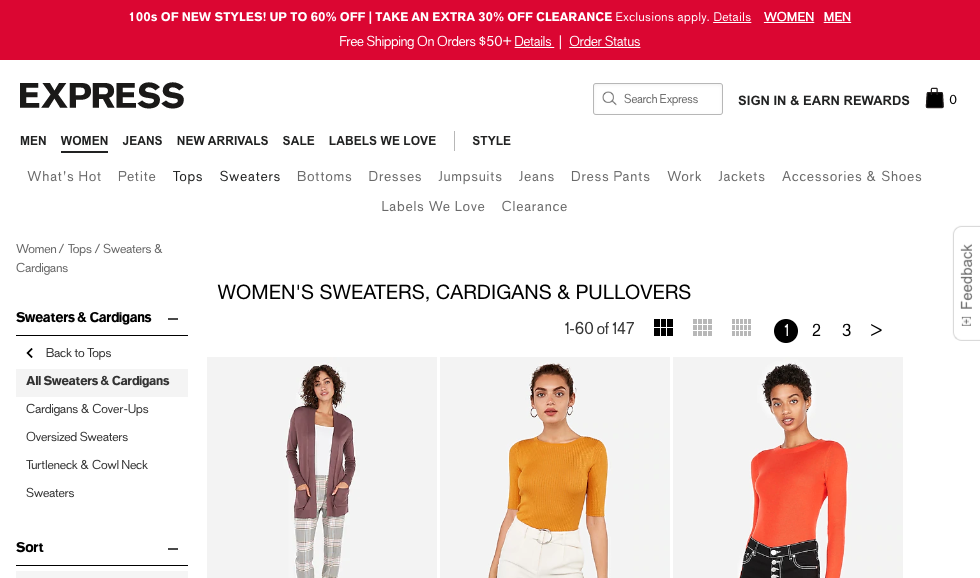 100s OF NEW STYLES! UP TO 60% OFF | TAKE AN EXTRA 30% OFF CLEARANCE Exclusions apply. Details WOMEN MEN
Free Shipping On Orders $50+ Details | Order Status
EXPRESS
Search Express
SIGN IN & EARN REWARDS
0
MEN WOMEN JEANS NEW ARRIVALS SALE LABELS WE LOVE STYLE
What's Hot Petite Tops Sweaters Bottoms Dresses Jumpsuits Jeans Dress Pants Work Jackets Accessories & Shoes
Labels We Love Clearance
Women / Tops / Sweaters &
Cardigans
Feedback
WOMEN'S SWEATERS, CARDIGANS & PULLOVERS
1-60 of 147
1 2 3 >
Sweaters & Cardigans
Back to Tops
All Sweaters & Cardigans
Cardigans & Cover-Ups
Oversized Sweaters
Turtleneck & Cowl Neck
Sweaters
Sort